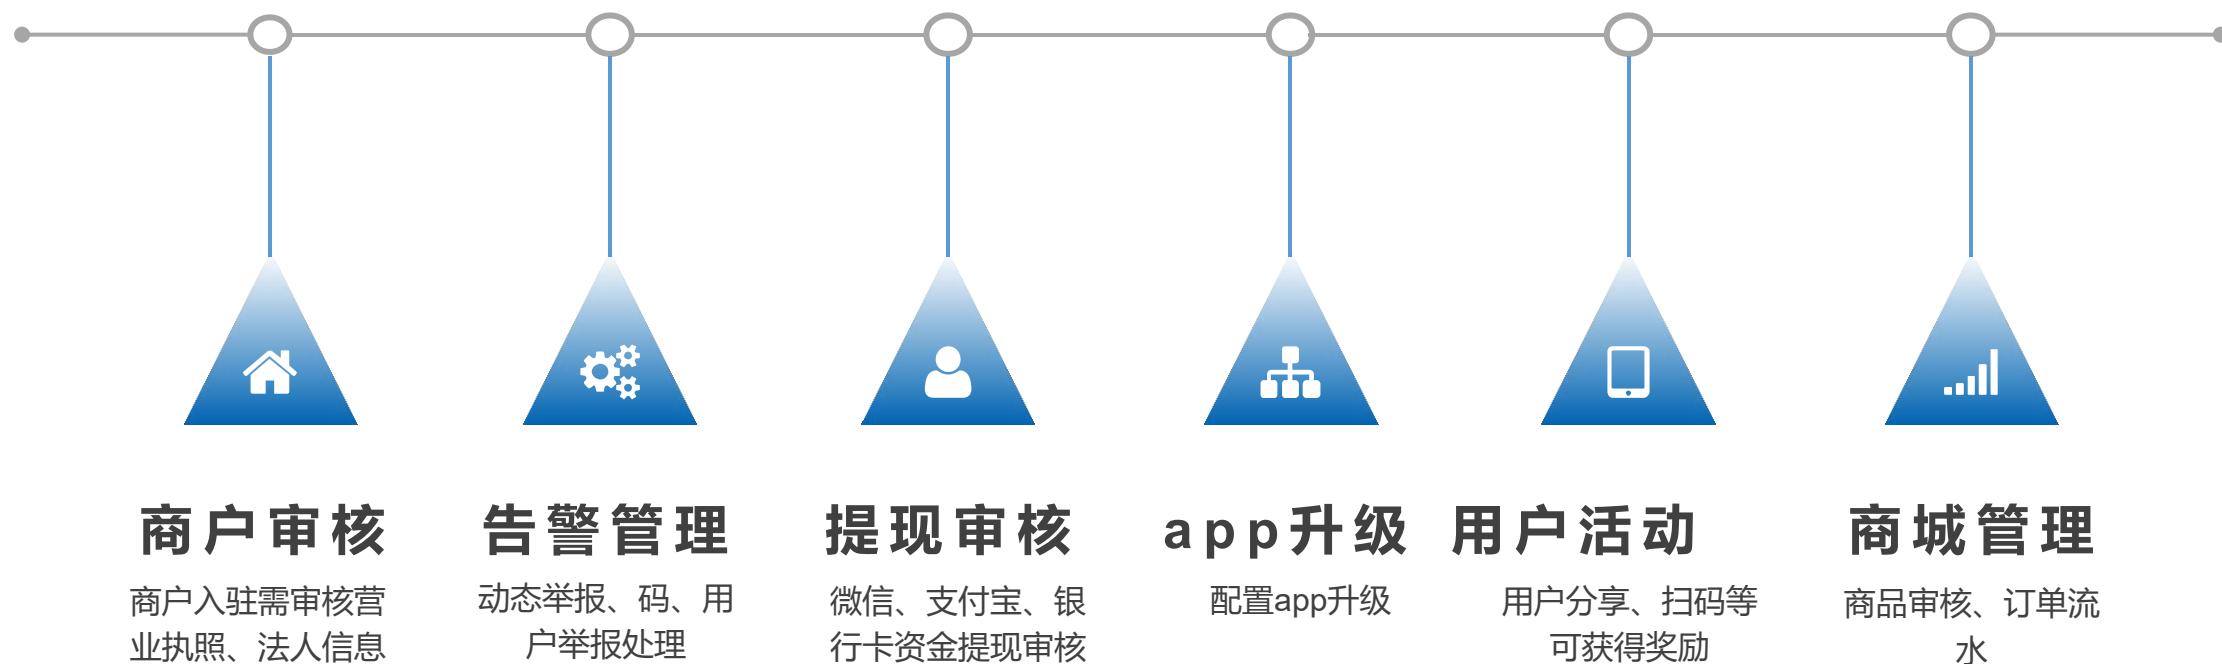 商户审核
商户入驻需审核营
业执照、法人信息
告警管理
动态举报、码、用
户举报处理
提现审核
微信、支付宝、银
行卡资金提现审核
app升级
配置app升级
用户活动
用户分享、扫码等
可获得奖励
商城管理
商品审核、订单流
水